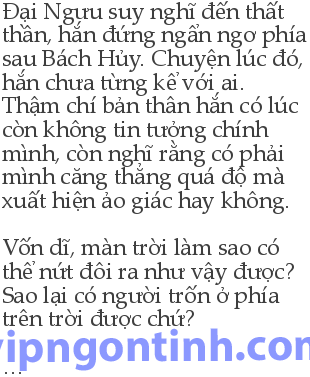 Đại Ngưu suy nghĩ đến thất
thần, hắn đứng ngẩn ngơ phía
sau Bách Hủy. Chuyện lúc đó,
hắn chưa từng kể với ai.
Thậm chí bản thân hắn có lúc
còn không tin tưởng chính
mình, còn nghĩ rằng có phải
mình căng thẳng quá độ mà
xuất hiện ảo giác hay không.
Vốn dĩ, màn trời làm sao có
thể nứt đôi ra như vậy được?
Sao lại có người trốn ở phía
trên trời được chứ?
vipngontinh.com
...